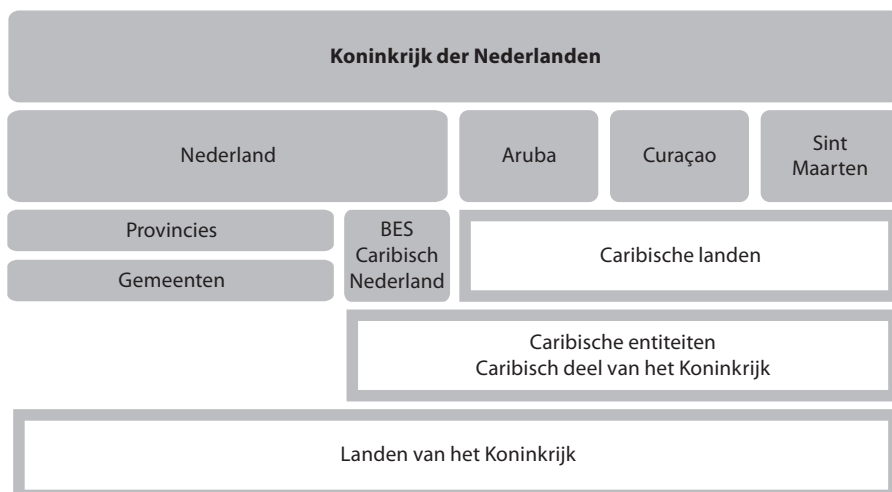 Koninkrijk der Nederlanden
Nederland
Aruba
Curaçao
Sint
Maarten
Provincies
Gemeenten
BES
Caribisch
Nederland
Caribische landen
Caribische entiteiten
Caribisch deel van het Koninkrijk
Landen van het Koninkrijk